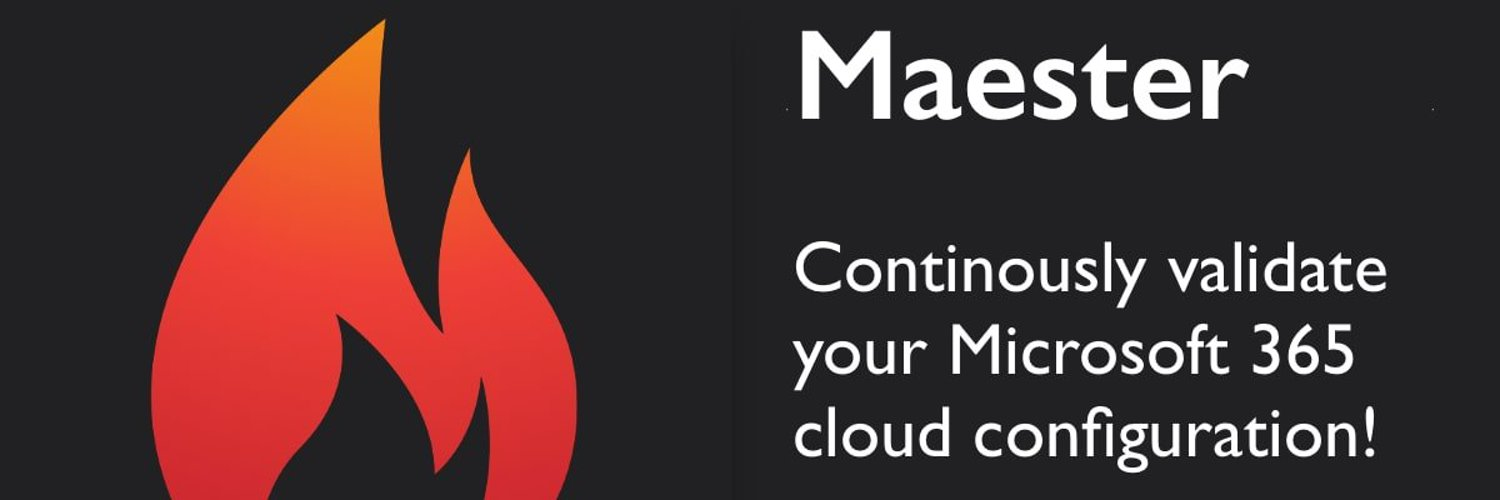 Maester
Continously validate
your Microsoft 365
cloud configuration!